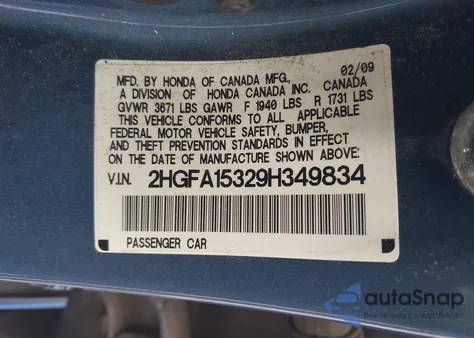 MFD. BY HONDA OF CANADA MFG., 02/09
A DIVISION OF HONDA CANADA INC. CANADA
GVWR 3671 LBS GAWR F 1940 LBS R 1731 LBS
THIS VEHICLE CONFORMS TO ALL APPLICABLE
FEDERAL MOTOR VEHICLE SAFETY, BUMPER,
AND THEFT PREVENTION STANDARDS IN EFFECT
ON THE DATE OF MANUFACTURE SHOWN ABOVE:
V.I.N. 2HGFA15329H349834
PASSENGER CAR
autoSnap